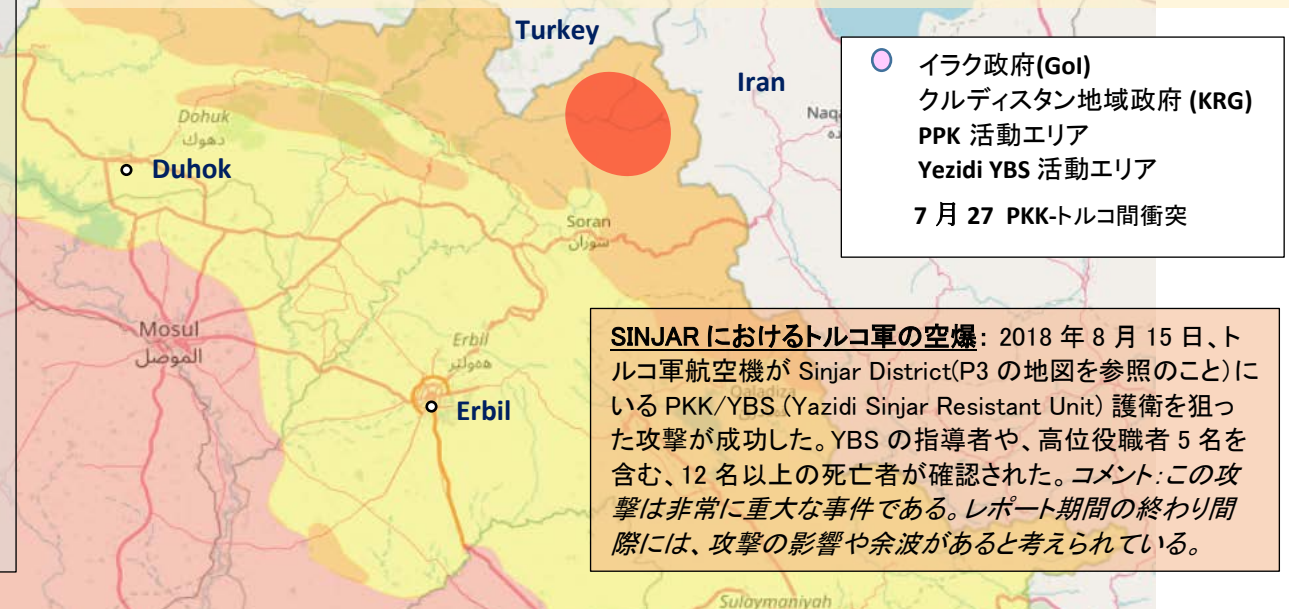 Turkey
Iran
Naq
Dohuk
دهوك
Duhok
Soran
سۆران
Mosul
الموصل
Erbil
هەولێر
Erbil
Sulaymaniyah
イラク政府(GoI)
クルディスタン地域政府 (KRG)
PPK 活動エリア
Yezidi YBS 活動エリア
7 月 27 PKK-トルコ間衝突
SINJAR におけるトルコ軍の空爆: 2018 年 8 月 15 日、ト
ルコ軍航空機が Sinjar District(P3 の地図を参照のこと)に
いる PKK/YBS (Yazidi Sinjar Resistant Unit) 護衛を狙っ
た攻撃が成功した。YBS の指導者や、高位役職者 5 名を
含む、12 名以上の死亡者が確認された。コメント:この攻
撃は非常に重大な事件である。レポート期間の終わり間
際には、攻撃の影響や余波があると考えられている。